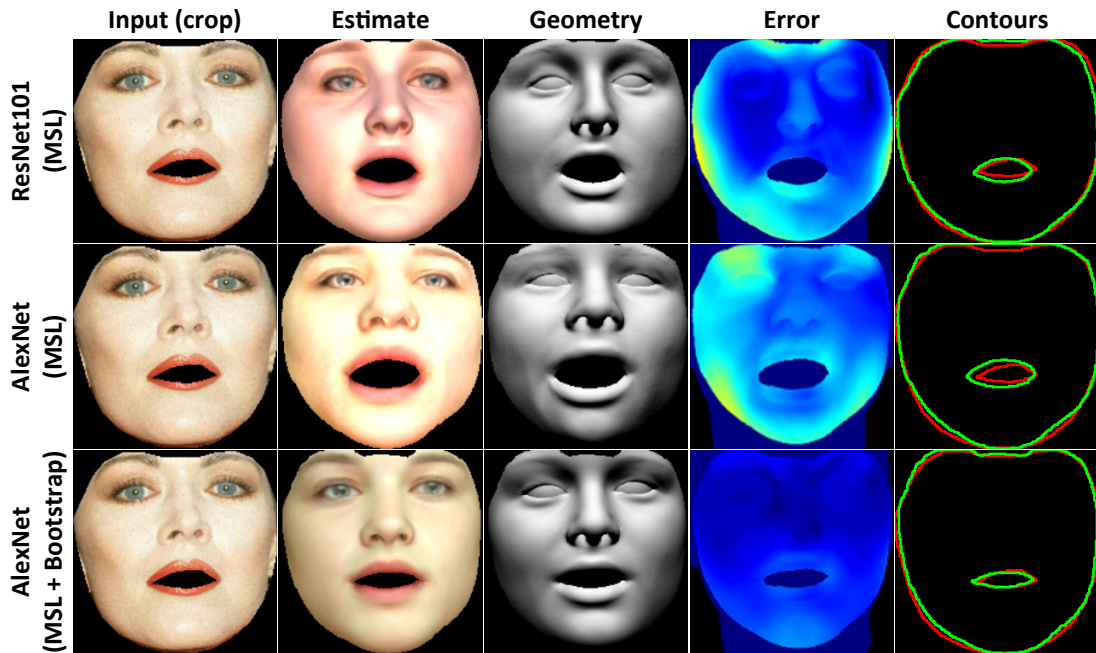 Input (crop) Estimate Geometry Error Contours
ResNet101
(MSL)
AlexNet
(MSL)
AlexNet
(MSL + Bootstrap)